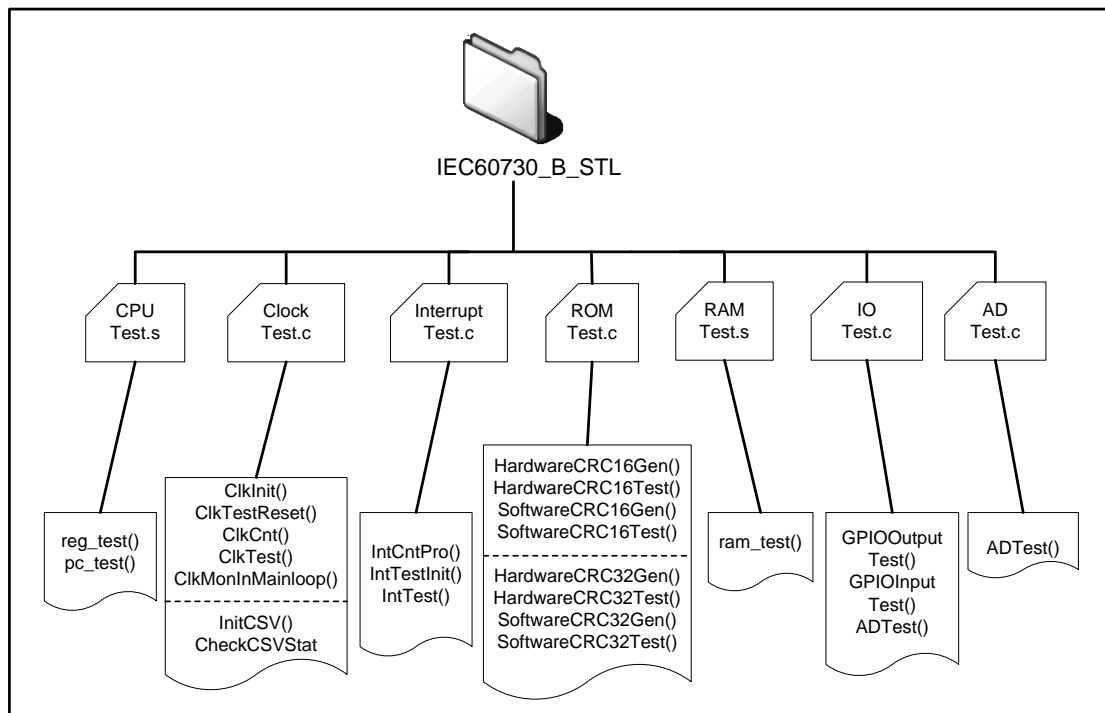 IEC60730_B_STL
CPU
Test.s
Clock
Test.c
Interrupt
Test.c
ROM
Test.c
RAM
Test.s
IO
Test.c
AD
Test.c
reg_test()
pc_test()
ClkInit()
ClkTestReset()
ClkCnt()
ClkTest()
ClkMonInMainloop()
InitCSV()
CheckCSVStat
IntCntPro()
IntTestInit()
IntTest()
HardwareCRC16Gen()
HardwareCRC16Test()
SoftwareCRC16Gen()
SoftwareCRC16Test()
HardwareCRC32Gen()
HardwareCRC32Test()
SoftwareCRC32Gen()
SoftwareCRC32Test()
ram_test()
GPIOOutput
Test()
GPIOInput
Test()
ADTest()
ADTest()